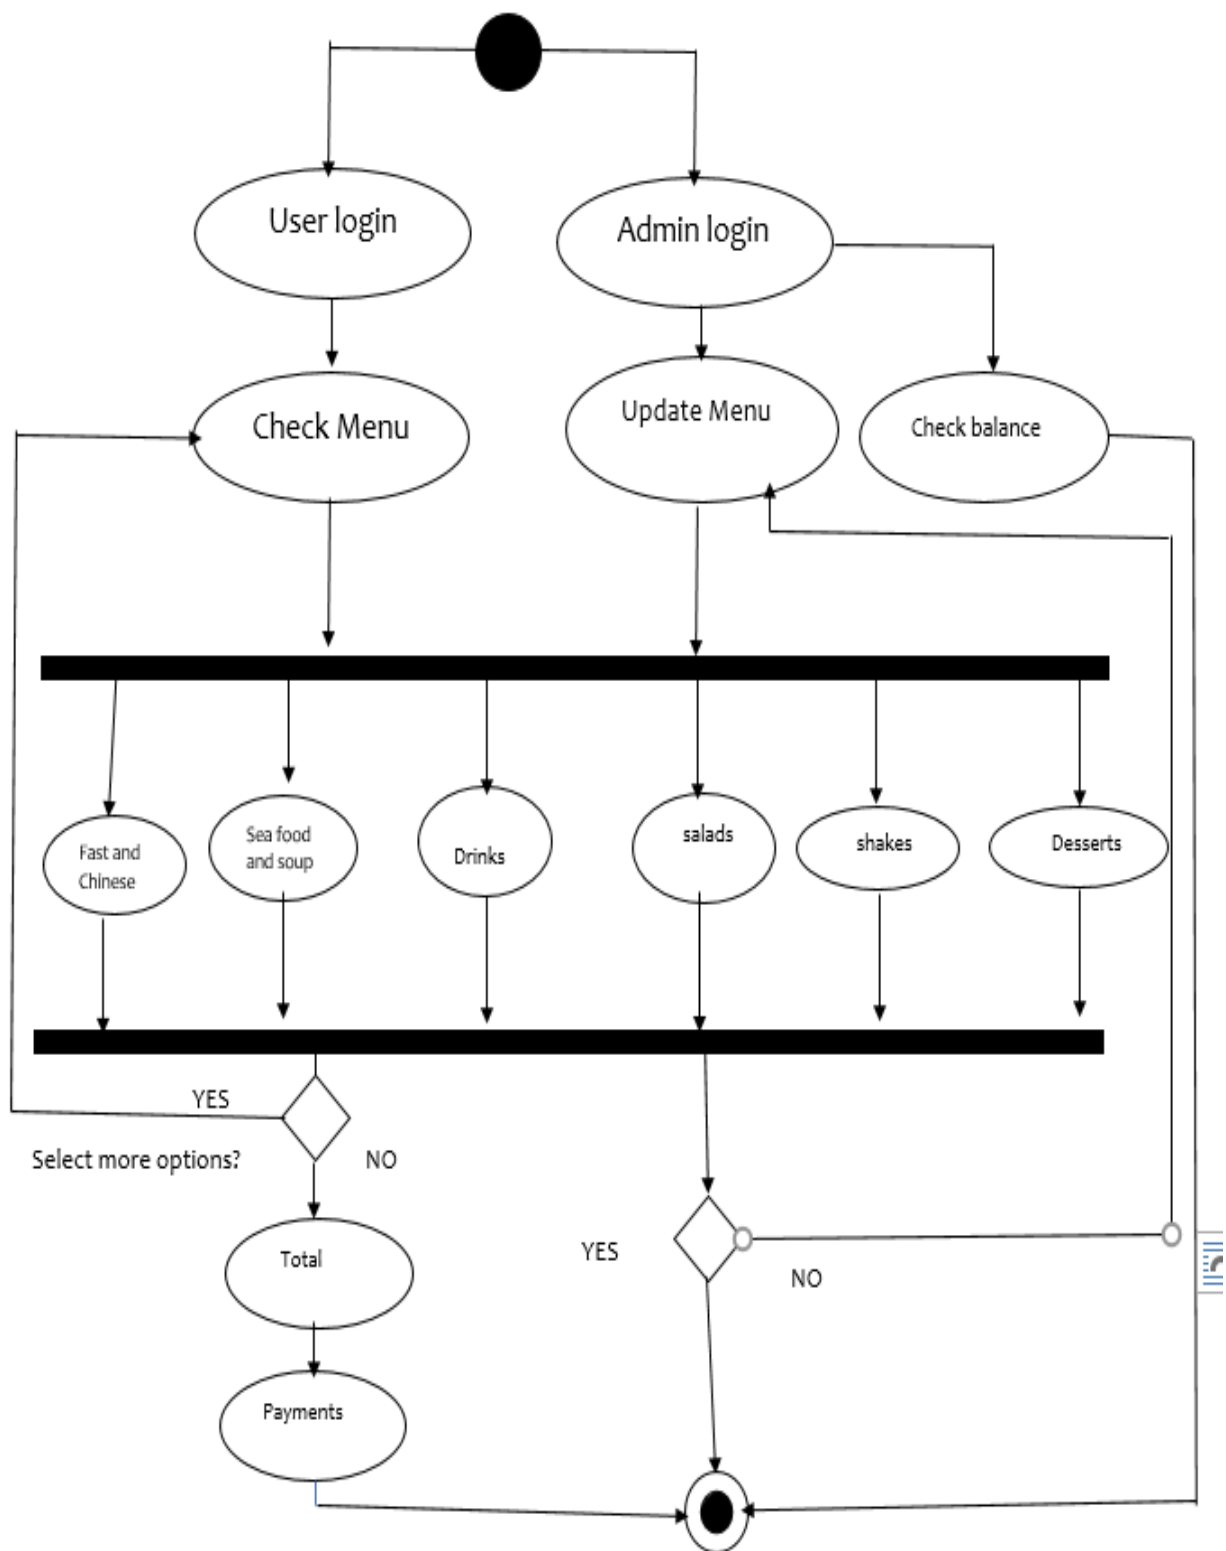 User login
Admin login
Check Menu
Update Menu
Check balance
Fast and
Chinese
Sea food
and soup
Drinks
salads
shakes
Desserts
YES
Select more options?
NO
Total
YES
NO
Payments